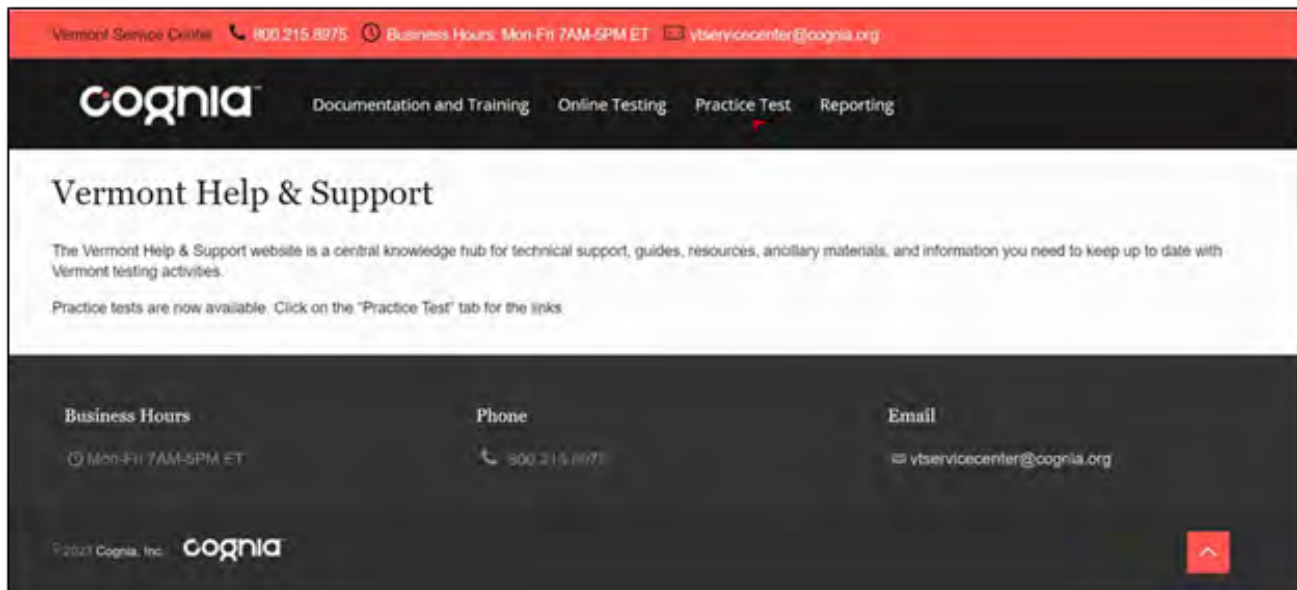 Vermont Service Center 800.215.8975 Business Hours: Mon-Fri 7AM-5PM ET vtservicecenter@cognia.org
cognia Documentation and Training Online Testing Practice Test Reporting
Vermont Help & Support
The Vermont Help & Support website is a central knowledge hub for technical support, guides, resources, ancillary materials, and information you need to keep up to date with
Vermont testing activities.
Practice tests are now available. Click on the "Practice Test" tab for the links
Business Hours Phone Email
Mon-Fri 7AM-5PM ET 800.215.8975 vtservicecenter@cognia.org
©2023 Cognia, Inc. cognia